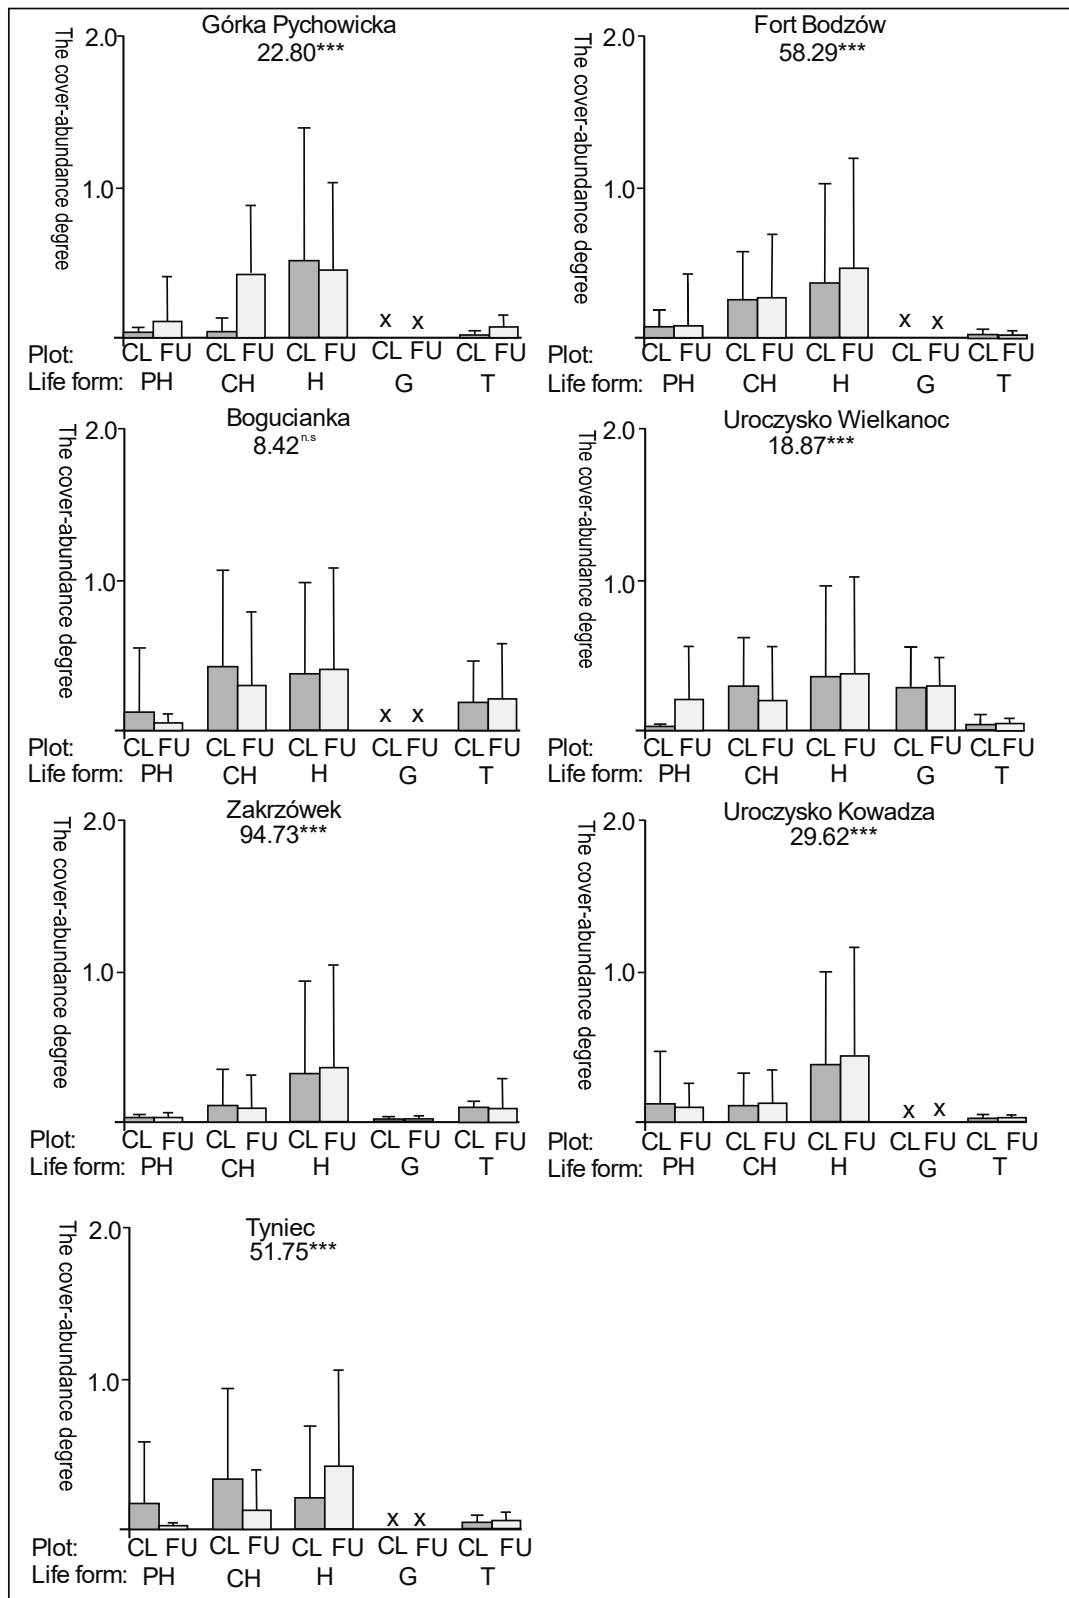 Górka Pychowicka
22.80***
The cover-abundance degree
2.0
1.0
x x
Plot: CL FU CL FU CL FU CL FU CL FU
Life form: PH CH H G T
Fort Bodzów
58.29***
The cover-abundance degree
2.0
1.0
x x
Plot: CL FU CL FU CL FU CL FU CL FU
Life form: PH CH H G T
Bogucianka
8.42n.s
The cover-abundance degree
2.0
1.0
x x
Plot: CL FU CL FU CL FU CL FU CL FU
Life form: PH CH H G T
Uroczysko Wielkanoc
18.87***
The cover-abundance degree
2.0
1.0
Plot: CL FU CL FU CL FU CL FU CL FU
Life form: PH CH H G T
Zakrzówek
94.73***
The cover-abundance degree
2.0
1.0
Plot: CL FU CL FU CL FU CL FU CL FU
Life form: PH CH H G T
Uroczysko Kowadza
29.62***
The cover-abundance degree
2.0
1.0
x x
Plot: CL FU CL FU CL FU CL FU CL FU
Life form: PH CH H G T
Tyniec
51.75***
The cover-abundance degree
2.0
1.0
x x
Plot: CL FU CL FU CL FU CL FU CL FU
Life form: PH CH H G T